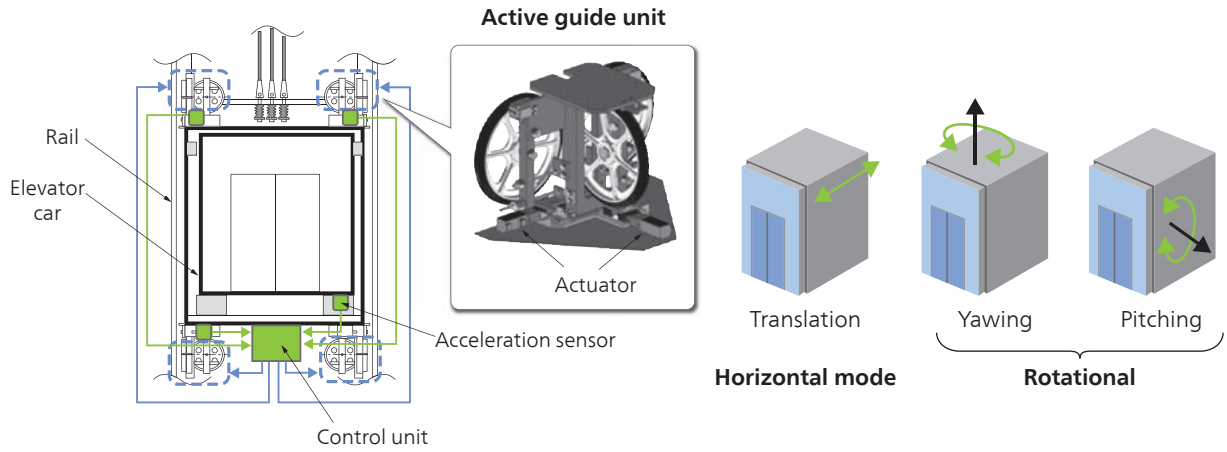 Active guide unit
Rail
Elevator
car
Actuator
Acceleration sensor
Control unit
Translation
Yawing
Pitching
Horizontal mode
Rotational